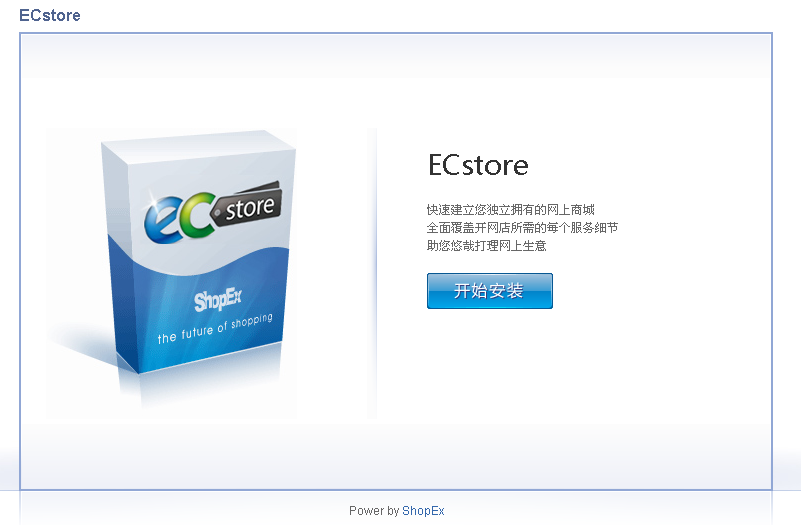 ECstore
ec store
ShopEx
the future of shopping
ECstore
快速建立您独立拥有的网上商城
全面覆盖开网店所需的每个服务细节
助您悠哉打理网上生意
开始安装
Power by ShopEx